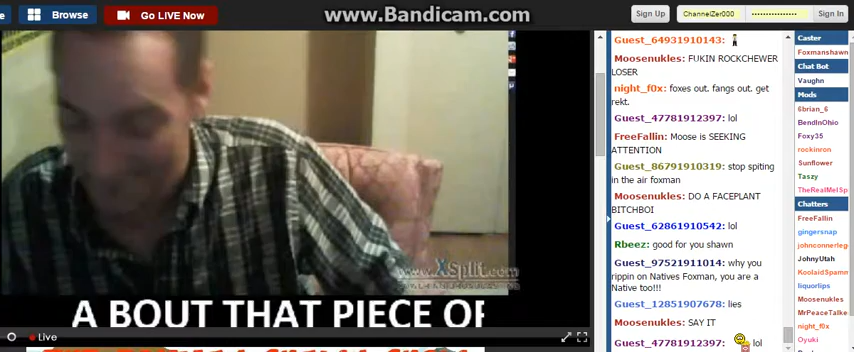 Browse
Go LIVE Now
www.Bandicam.com
Sign Up
ChannelZer000
Sign In
www.XSplit.com
A BOUT THAT PIECE OF
Live
Guest_64931910143:
Moosenukles: FUKIN ROCKCHEWER
LOSER
night_f0x: foxes out. fangs out. get
rekt.
Guest_47781912397: lol
FreeFallin: Moose is SEEKING
ATTENTION
Guest_86791910319: stop spiting
in the air foxman
Moosenukles: DO A FACEPLANT
BITCHBOI
Guest_62861910542: lol
Rbeez: good for you shawn
Guest_97521911014: why you
rippin on Natives Foxman, you are a
Native too!!!
Guest_12851907678: lies
Moosenukles: SAY IT
Guest_47781912397: lol
Caster
Foxmanshawn
Chat Bot
Vaughn
Mods
6brian_6
BendInOhio
Foxy35
rockinron
Sunflower
Taszy
TheRealMelSp
Chatters
FreeFallin
gingersnap
johnconnerleg
JohnyUtah
KoolaidSpamm
liquorlips
Moosenukles
MrPeaceTalke
night_f0x
Oyuki